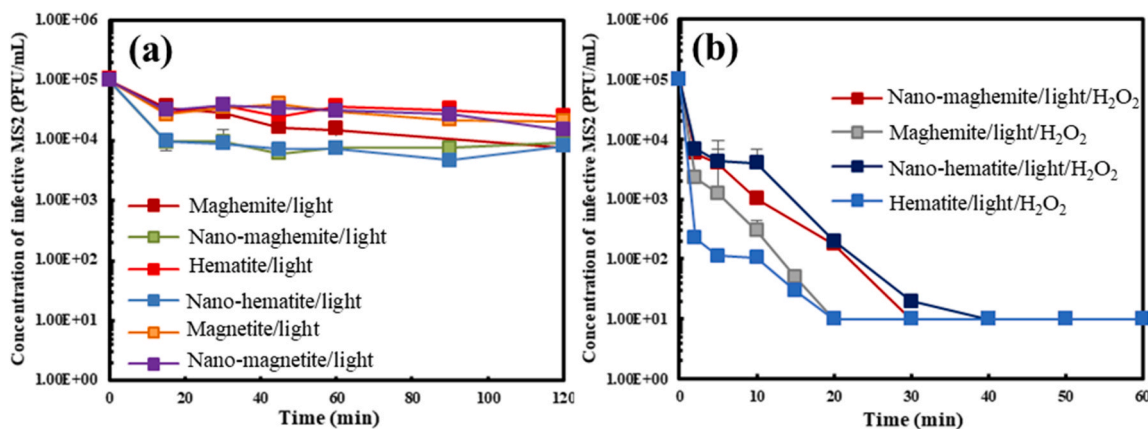 (a)
Concentration of infective MS2 (PFU/mL)
1.00E+06
1.00E+05
1.00E+04
1.00E+03
1.00E+02
1.00E+01
1.00E+00
Maghemite/light
Nano-maghemite/light
Hematite/light
Nano-hematite/light
Magnetite/light
Nano-magnetite/light
0 20 40 60 80 100 120
Time (min)
(b)
Concentration of infective MS2 (PFU/mL)
1.00E+06
1.00E+05
1.00E+04
1.00E+03
1.00E+02
1.00E+01
1.00E+00
Nano-maghemite/light/H₂O₂
Maghemite/light/H₂O₂
Nano-hematite/light/H₂O₂
Hematite/light/H₂O₂
0 10 20 30 40 50 60
Time (min)